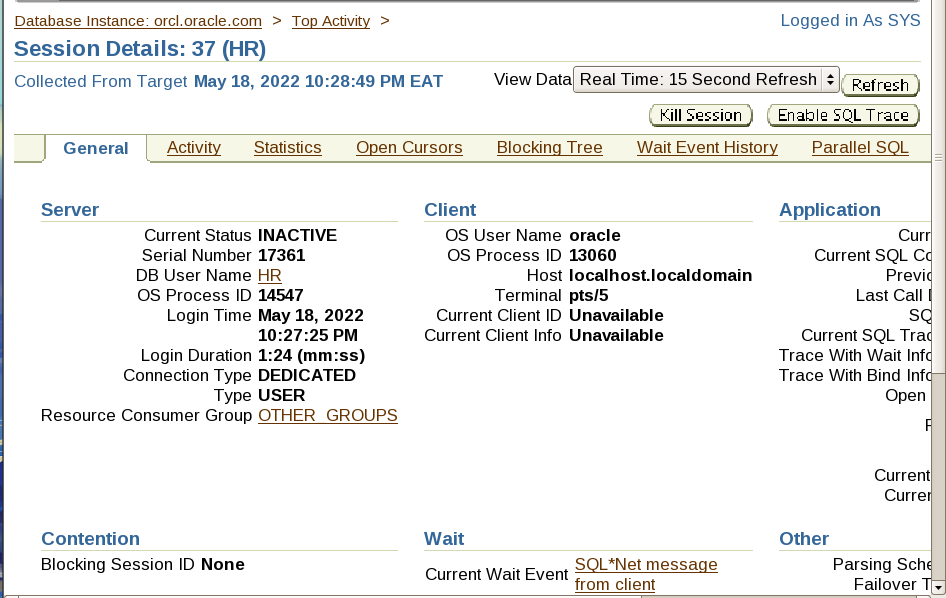 Database Instance: orcl.oracle.com > Top Activity >
Logged in As SYS
Session Details: 37 (HR)
Collected From Target May 18, 2022 10:28:49 PM EAT
View Data Real Time: 15 Second Refresh Refresh
Kill Session Enable SQL Trace
General Activity Statistics Open Cursors Blocking Tree Wait Event History Parallel SQL
Server
Current Status INACTIVE
Serial Number 17361
DB User Name HR
OS Process ID 14547
Login Time May 18, 2022
10:27:25 PM
Login Duration 1:24 (mm:ss)
Connection Type DEDICATED
Type USER
Resource Consumer Group OTHER_GROUPS
Client
OS User Name oracle
OS Process ID 13060
Host localhost.localdomain
Terminal pts/5
Current Client ID Unavailable
Current Client Info Unavailable
Application
Curr
Current SQL Co
Previo
Last Call
SQ
Current SQL Trac
Trace With Wait Info
Trace With Bind Info
Open
Current
Curren
Contention
Blocking Session ID None
Wait
Current Wait Event SQL*Net message
from client
Other
Parsing Sche
Failover T